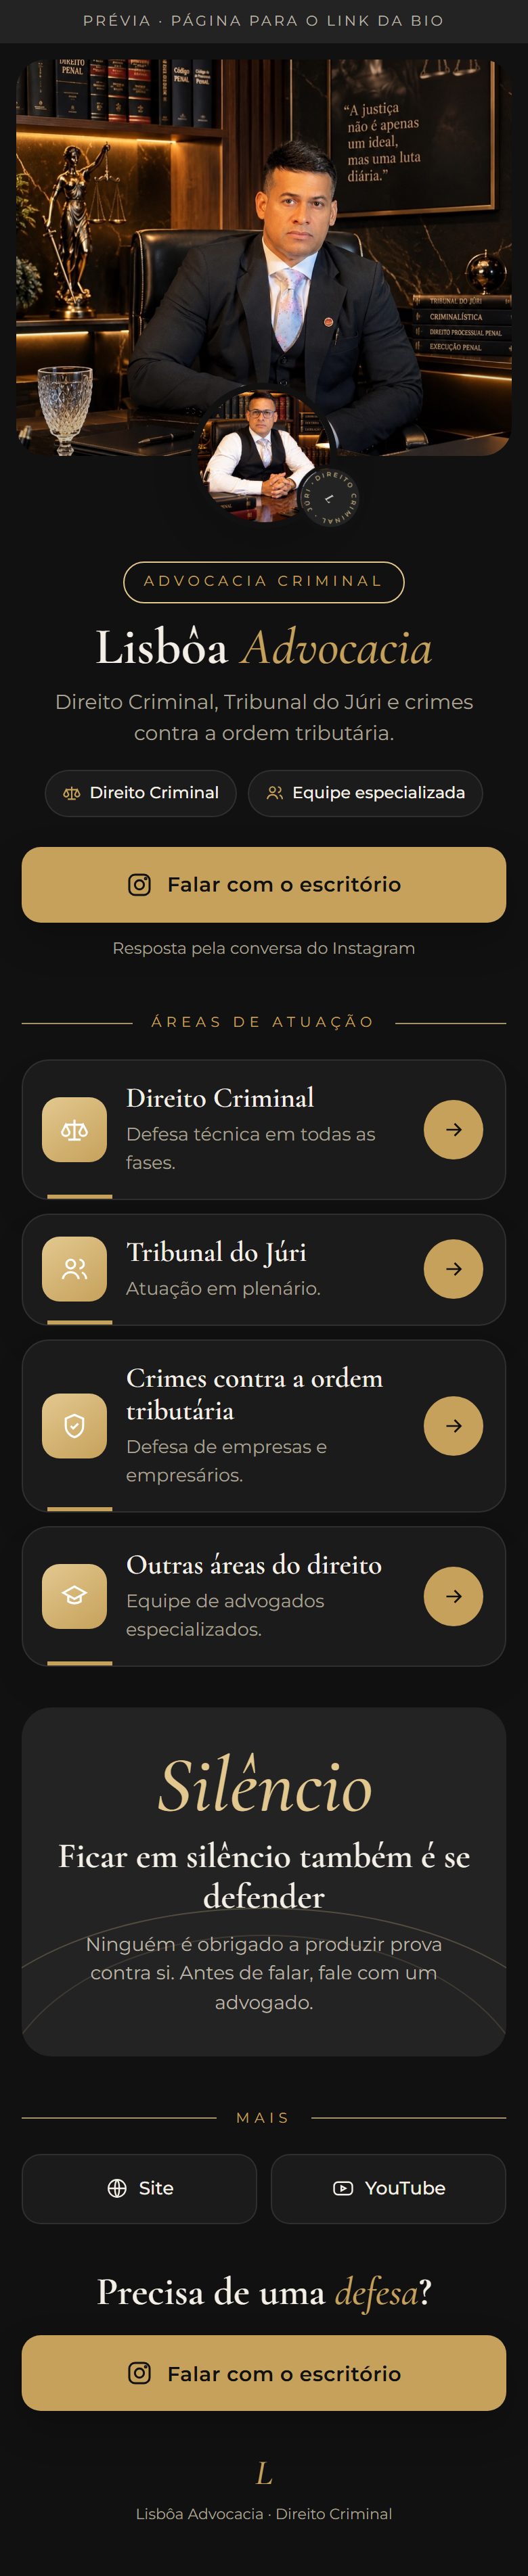 PRÉVIA · PÁGINA PARA O LINK DA BIO
DIREITO PENAL
PENAL
Código Penal
“A justiça
não é apenas
um ideal,
mas uma luta
diária.”
TRIBUNAL DO JÚRI
CRIMINALÍSTICA
DIREITO PROCESSUAL PENAL
EXECUÇÃO PENAL
DIREITO CRIMINAL · JÚRI ·
L
ADVOCACIA CRIMINAL
Lisbôa Advocacia
Direito Criminal, Tribunal do Júri e crimes
contra a ordem tributária.
Direito Criminal
Equipe especializada
Falar com o escritório
Resposta pela conversa do Instagram
ÁREAS DE ATUAÇÃO
Direito Criminal
Defesa técnica em todas as
fases.
Tribunal do Júri
Atuação em plenário.
Crimes contra a ordem
tributária
Defesa de empresas e
empresários.
Outras áreas do direito
Equipe de advogados
especializados.
Silêncio
Ficar em silêncio também é se
defender
Ninguém é obrigado a produzir prova
contra si. Antes de falar, fale com um
advogado.
MAIS
Site
YouTube
Precisa de uma defesa?
Falar com o escritório
L
Lisbôa Advocacia · Direito Criminal